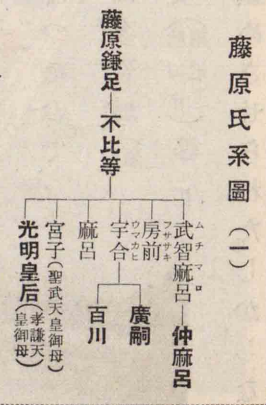 藤原氏系圖(一)
藤原鎌足―不比等
武智麻呂―仲麻呂
ムチマロ
房前
フササキ
宇合
ウマカヒ
廣嗣
百川
麻呂
宮子(聖武天皇御母)
光明皇后(孝謙天皇御母)